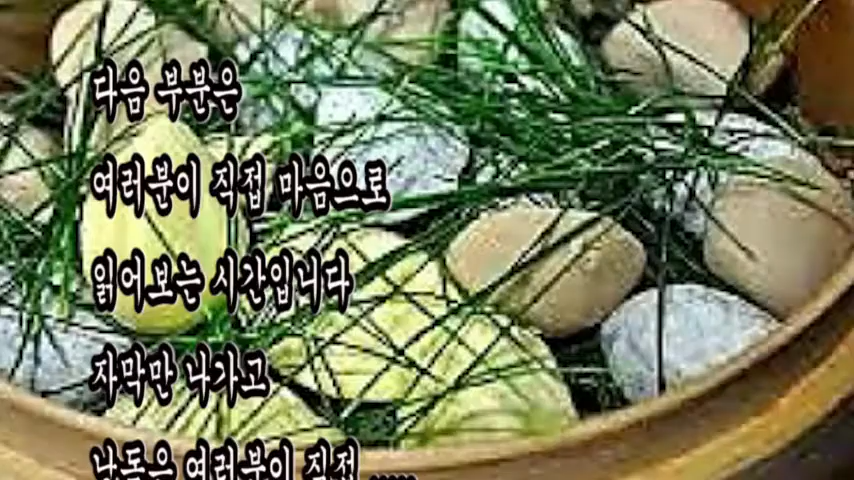 다음 부분은
여러분이 직접 마음으로
읽어보는 시간입니다
자막만 나가고
낭독은 여러분이 직접 .....